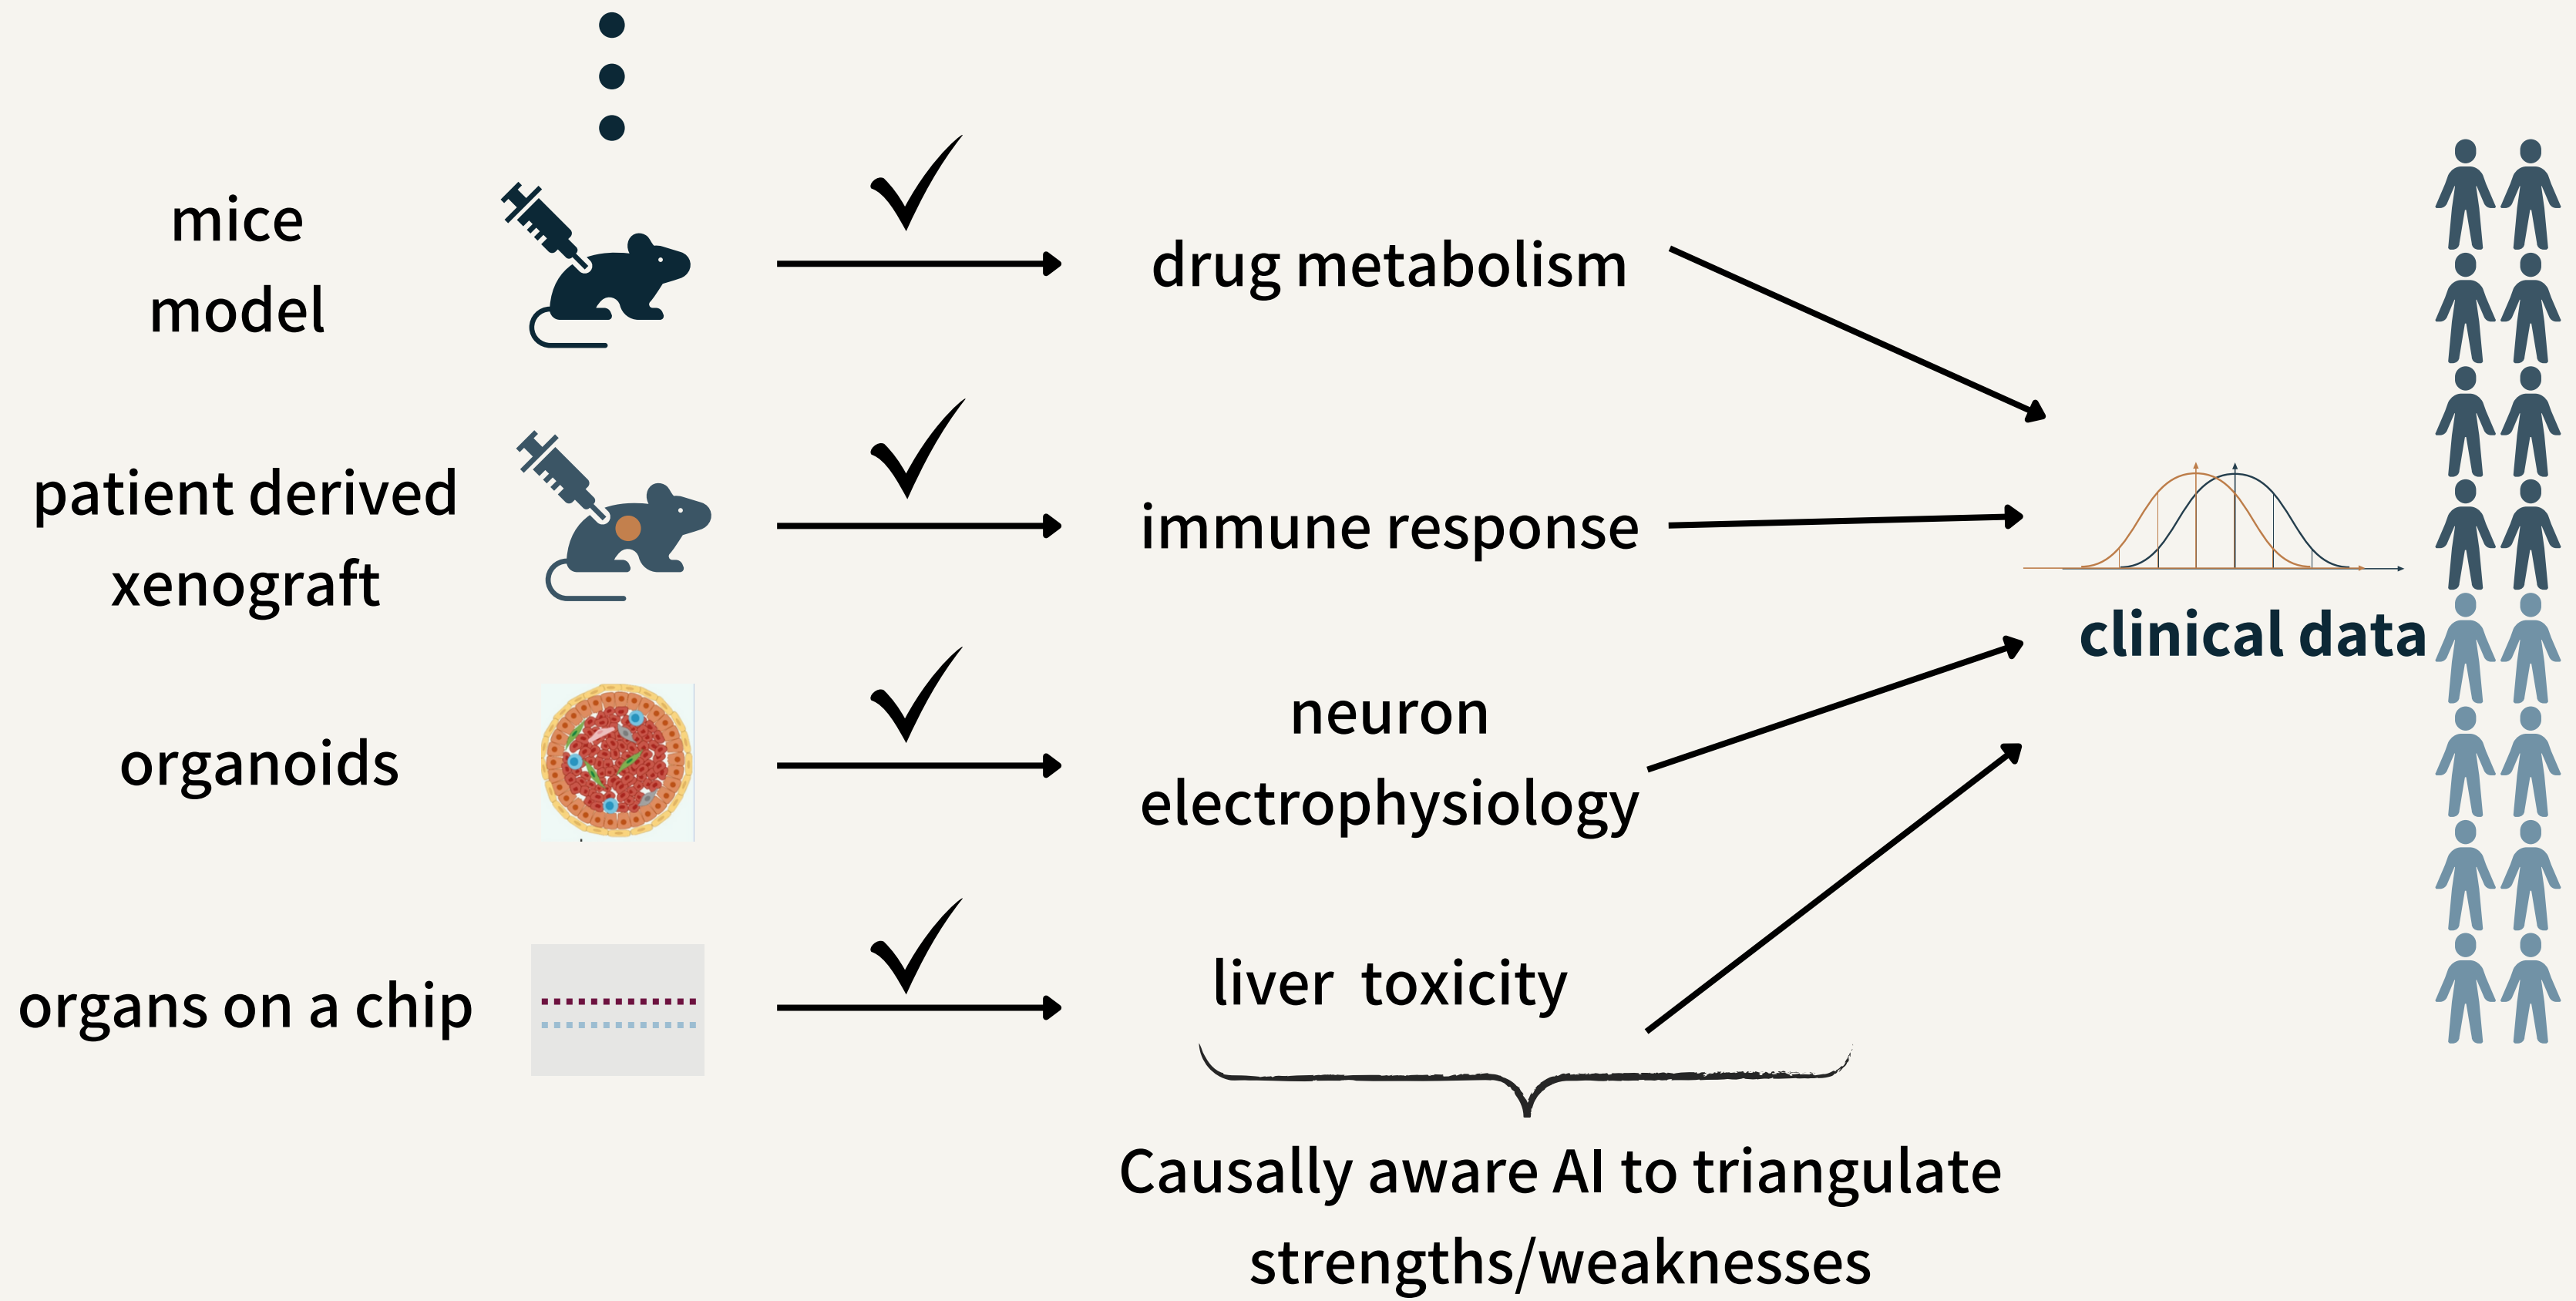 mice
model
drug metabolism
patient derived
xenograft
immune response
organoids
neuron
electrophysiology
clinical data
organs on a chip
liver toxicity
Causally aware AI to triangulate
strengths/weaknesses